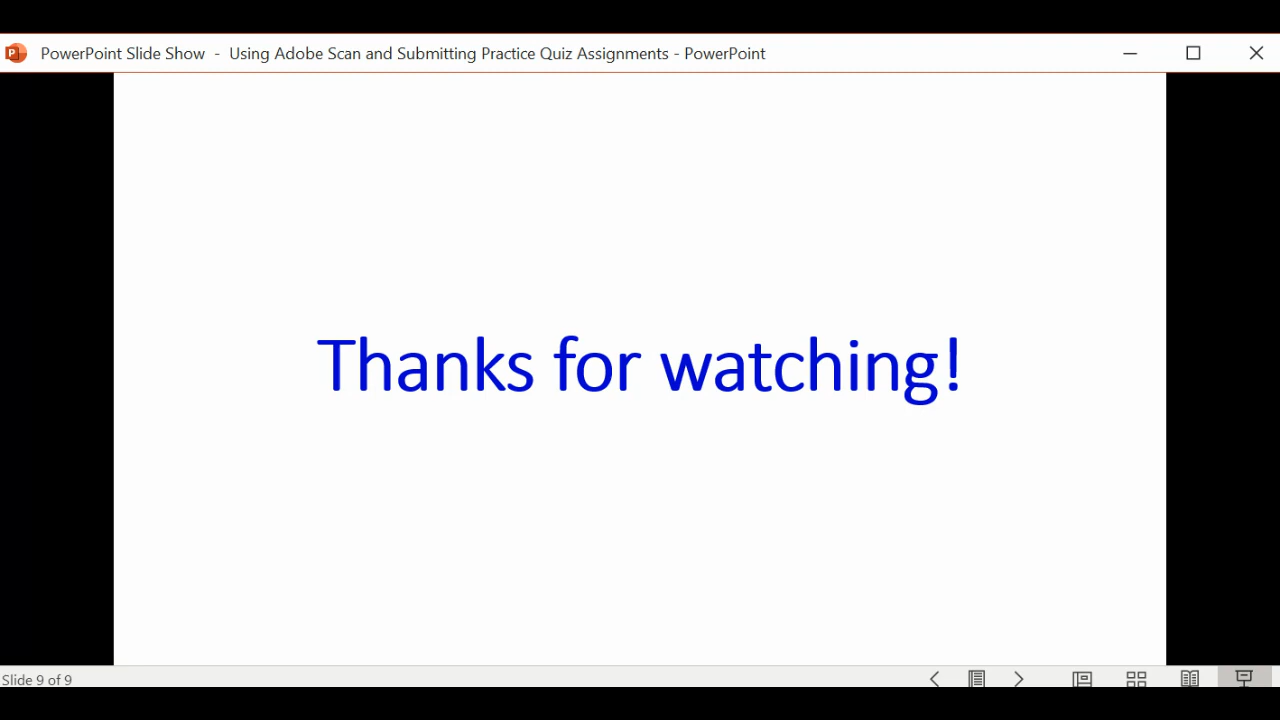 PowerPoint Slide Show - Using Adobe Scan and Submitting Practice Quiz Assignments - PowerPoint
Thanks for watching!
Slide 9 of 9